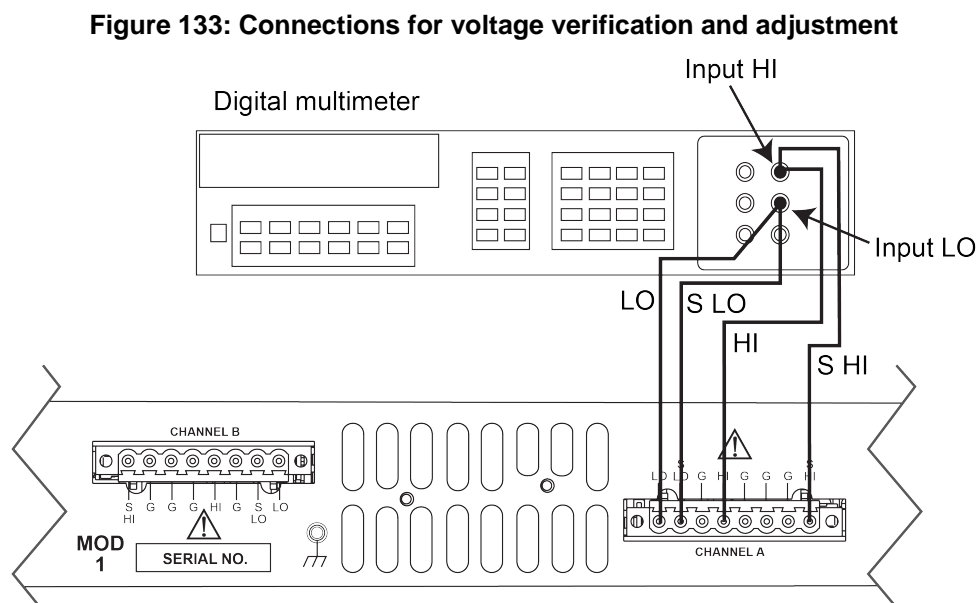 Figure 133: Connections for voltage verification and adjustment
Input HI
Digital multimeter
Input LO
LO
S LO
HI
S HI
CHANNEL B
S HI G G G HI G S LO LO
MOD 1
SERIAL NO.
LO S LO G HI G G G S HI
CHANNEL A